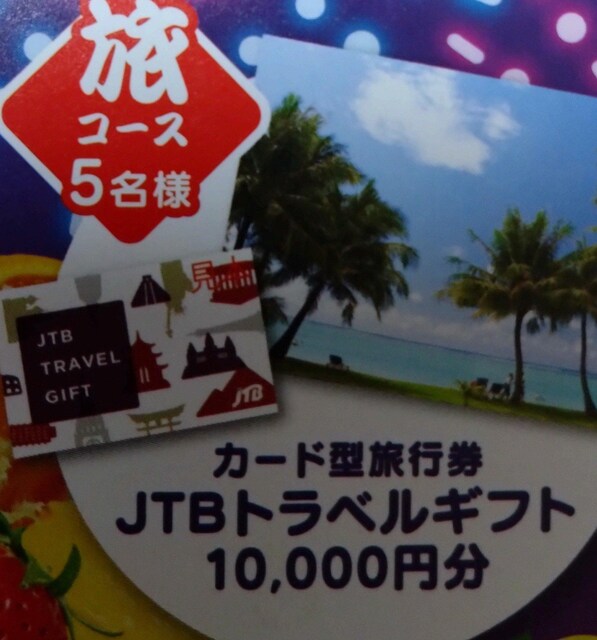 旅
コース
5名様
JTB
TRAVEL
GIFT
JTB
カード型旅行券
JTBトラベルギフト
10,000円分